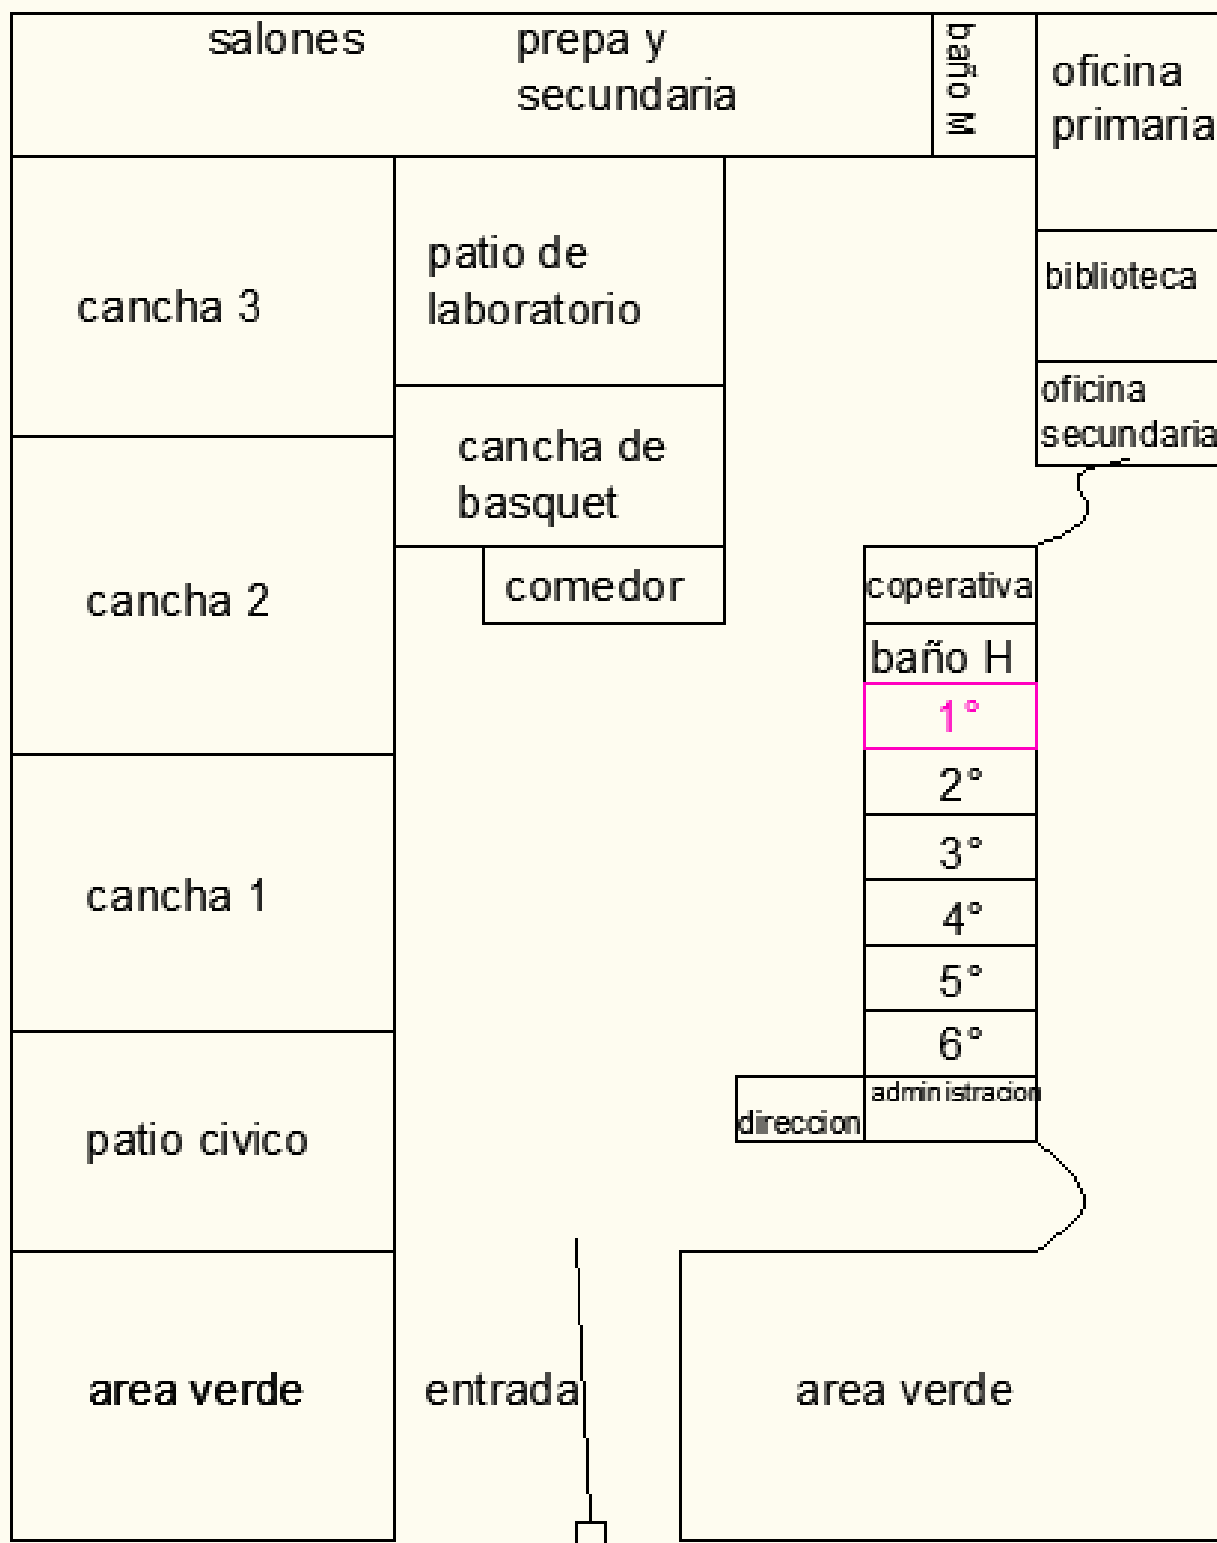 salones
prepa y
secundaria
baño M
oficina
primaria
cancha 3
patio de
laboratorio
biblioteca
oficina
secundaria
cancha de
basquet
cancha 2
comedor
coperativa
baño H
1°
2°
3°
cancha 1
4°
5°
6°
administracion
direccion
patio civico
area verde
entrada
area verde